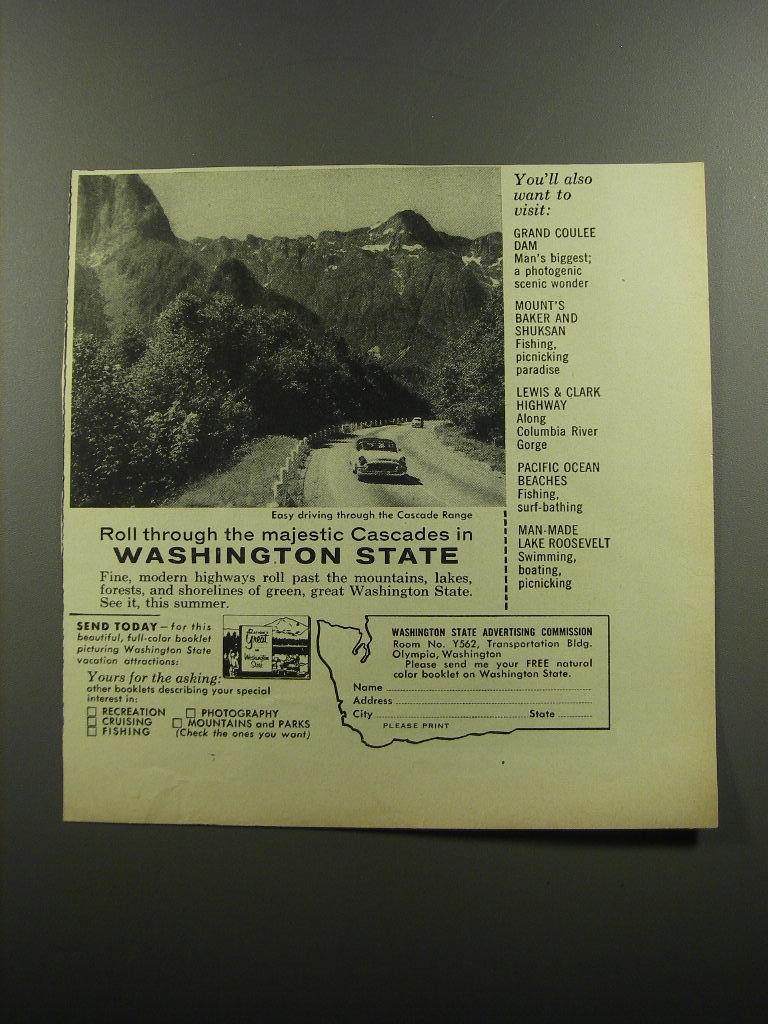 Easy driving through the Cascade Range
Roll through the majestic Cascades in
WASHINGTON STATE
Fine, modern highways roll past the mountains, lakes,
forests, and shorelines of green, great Washington State.
See it, this summer.
You'll also
want to
visit:
GRAND COULEE
DAM
Man's biggest;
a photogenic
scenic wonder
MOUNT'S
BAKER AND
SHUKSAN
Fishing,
picnicking
paradise
LEWIS & CLARK
HIGHWAY
Along
Columbia River
Gorge
PACIFIC OCEAN
BEACHES
Fishing,
surf-bathing
MAN-MADE
LAKE ROOSEVELT
Swimming,
boating,
picnicking
SEND TODAY – for this
beautiful, full-color booklet
picturing Washington State
vacation attractions:
Yours for the asking:
other booklets describing your special
interest in:
RECREATION
PHOTOGRAPHY
CRUISING
MOUNTAINS and PARKS
FISHING
(Check the ones you want)
Great
Washington
State
WASHINGTON STATE ADVERTISING COMMISSION
Room No. Y562, Transportation Bldg.
Olympia, Washington
Please send me your FREE natural
color booklet on Washington State.
Name
Address
City State
PLEASE PRINT